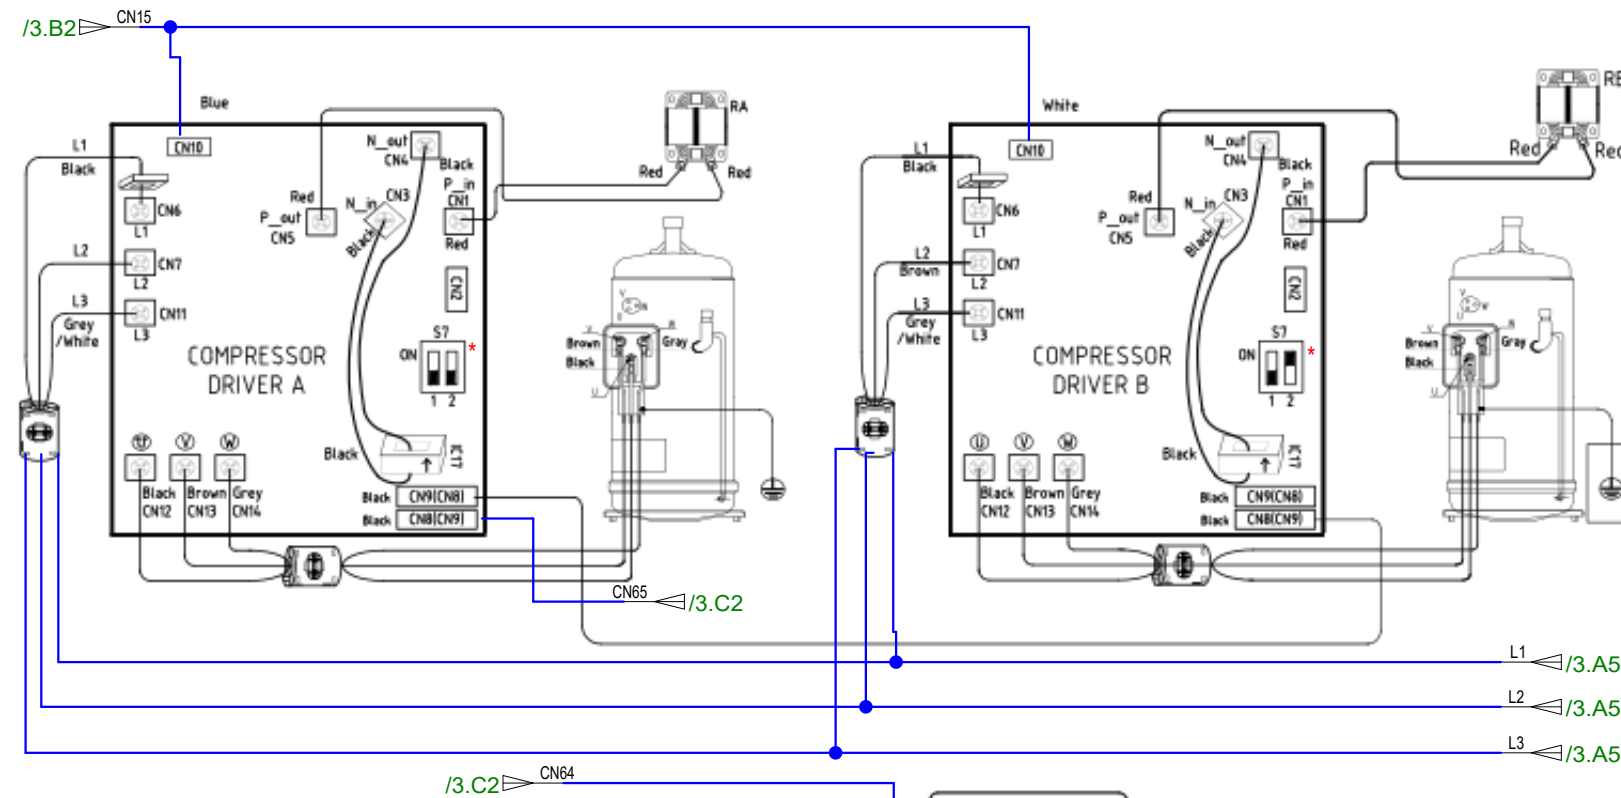 /3.B2 CN15
Blue
White
RA
RE
L1
Black
CN10
N_out
CN4
Black
P_in
CN1
Red
Red
Red
P_out
CN5
N_in
CN3
Black
Red
CN6
L1
L2
CN7
L2
L3
Grey
/White
CN11
L3
CN2
S7
ON
*
1 2
COMPRESSOR
DRIVER A
V
Brown
Black
Gray
U
U V W
Black
CN12
Brown
CN13
Grey
CN14
Black
IC17
Black CN9(CN8)
Black CN8(CN9)
CN65 /3.C2
L1
Black
CN10
N_out
CN4
Black
P_in
CN1
Red
Red
Red
P_out
CN5
N_in
CN3
Black
Red
CN6
L1
L2
Brown
CN7
L2
L3
Grey
/White
CN11
L3
CN2
S7
ON
*
1 2
COMPRESSOR
DRIVER B
V
Brown
Black
Gray
U
U V W
Black
CN12
Brown
CN13
Grey
CN14
Black
IC17
Black CN9(CN8)
Black CN8(CN9)
L1 /3.A5
L2 /3.A5
L3 /3.A5
/3.C2 CN64